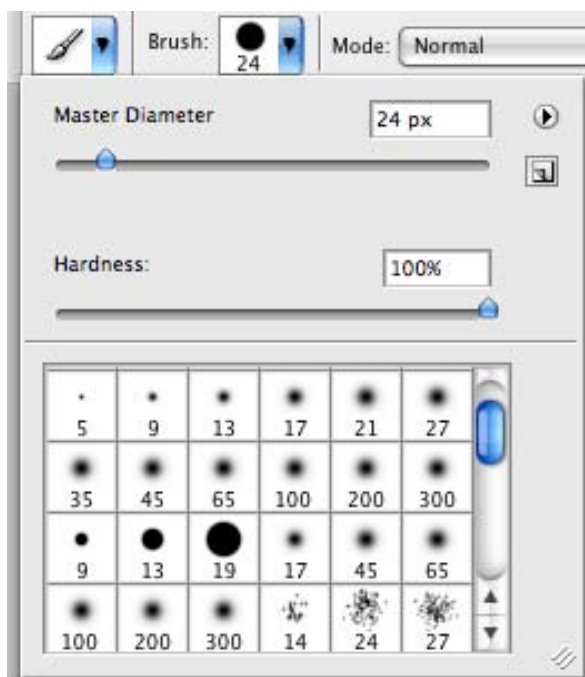 Brush: 24 Mode: Normal
Master Diameter 24 px
Hardness: 100%
5 9 13 17 21 27
35 45 65 100 200 300
9 13 19 17 45 65
100 200 300 14 24 27